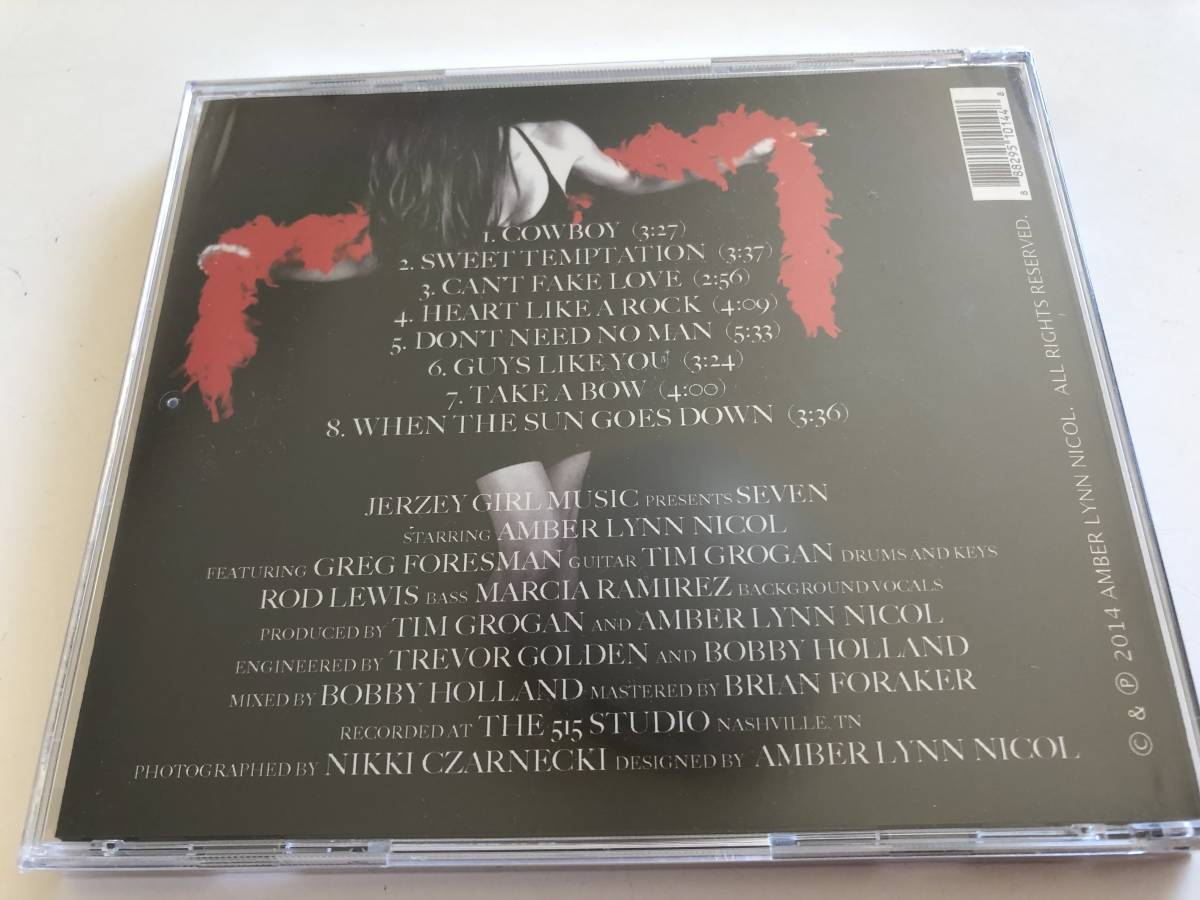 1. COWBOY (3:27)
2. SWEET TEMPTATION (3:37)
3. CANT FAKE LOVE (2:56)
4. HEART LIKE A ROCK (4:09)
5. DONT NEED NO MAN (5:33)
6. GUYS LIKE YOU (3:24)
7. TAKE A BOW (4:00)
8. WHEN THE SUN GOES DOWN (3:36)
JERZEY GIRL MUSIC PRESENTS SEVEN
STARRING AMBER LYNN NICOL
FEATURING GREG FORESMAN GUITAR TIM GROGAN DRUMS AND KEYS
ROD LEWIS BASS MARCIA RAMIREZ BACKGROUND VOCALS
PRODUCED BY TIM GROGAN AND AMBER LYNN NICOL
ENGINEERED BY TREVOR GOLDEN AND BOBBY HOLLAND
MIXED BY BOBBY HOLLAND MASTERED BY BRIAN FORAKER
RECORDED AT THE 515 STUDIO NASHVILLE, TN
PHOTOGRAPHED BY NIKKI CZARNECKI DESIGNED BY AMBER LYNN NICOL
© & ℗ 2014 AMBER LYNN NICOL. ALL RIGHTS RESERVED.
8 88295 10144 8